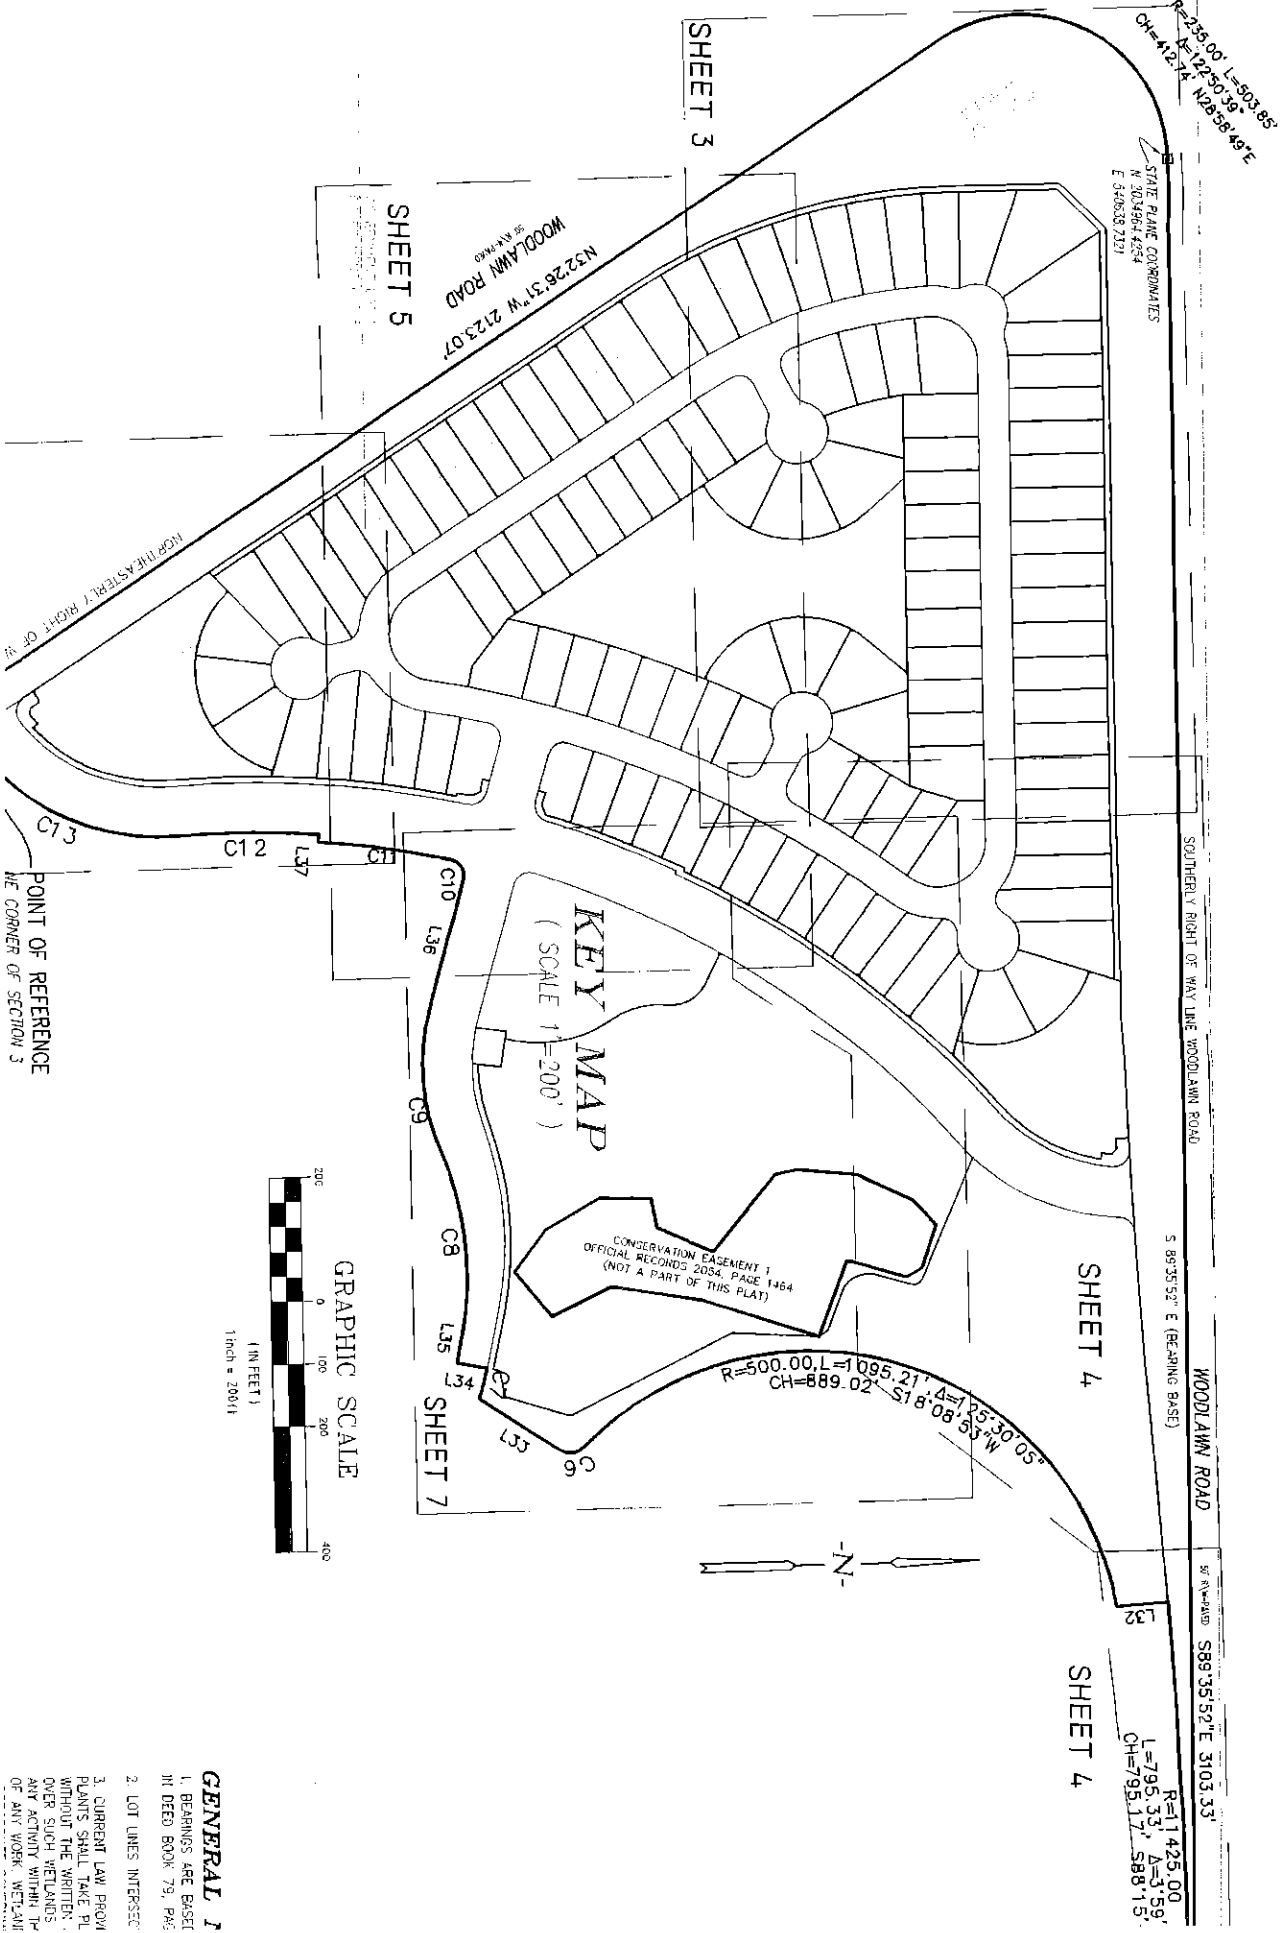 R=235.00' L=503.85'
Δ=122°50'39"
CH=412.74' N28°58'49"E
STATE PLANE COORDINATES
N 2034964.4254
E 540638.7321
SHEET 3
SHEET 5
WOODLAWN ROAD
50' R/W-PAVED
N32°26'31"W 2123.07'
NORTHEASTERLY RIGHT OF W
SOUTHERLY RIGHT OF WAY LINE WOODLAWN ROAD
S 89°35'52" E (BEARING BASE)
WOODLAWN ROAD
50' R/W-PAVED
S89°35'52"E 3103.33'
R=11425.00
L=795.33', Δ=3°59'
CH=795.17' S88°15'
SHEET 4
SHEET 4
L32
KEY MAP
( SCALE 1"=200' )
CONSERVATION EASEMENT 1
OFFICIAL RECORDS 2054, PAGE 1464
(NOT A PART OF THIS PLAT)
R=500.00, L=1095.21', Δ=125°30'05"
CH=889.02' S18°08'53"W
C13
C12
L37
C11
C10
L36
C9
C8
L35
L34
C7
L33
C6
SHEET 7
-N-
POINT OF REFERENCE
NE CORNER OF SECTION 3
GRAPHIC SCALE
200 0 100 200 400
( IN FEET )
1 inch = 200 ft
GENERAL
1. BEARINGS ARE BASED
IN DEED BOOK 79, PAG
2. LOT LINES INTERSEC
3. CURRENT LAW PROVI
PLANTS SHALL TAKE PL
WITHOUT THE WRITTEN
OVER SUCH WETLANDS
ANY ACTIVITY WITHIN TH
OF ANY WORK. WETLAN